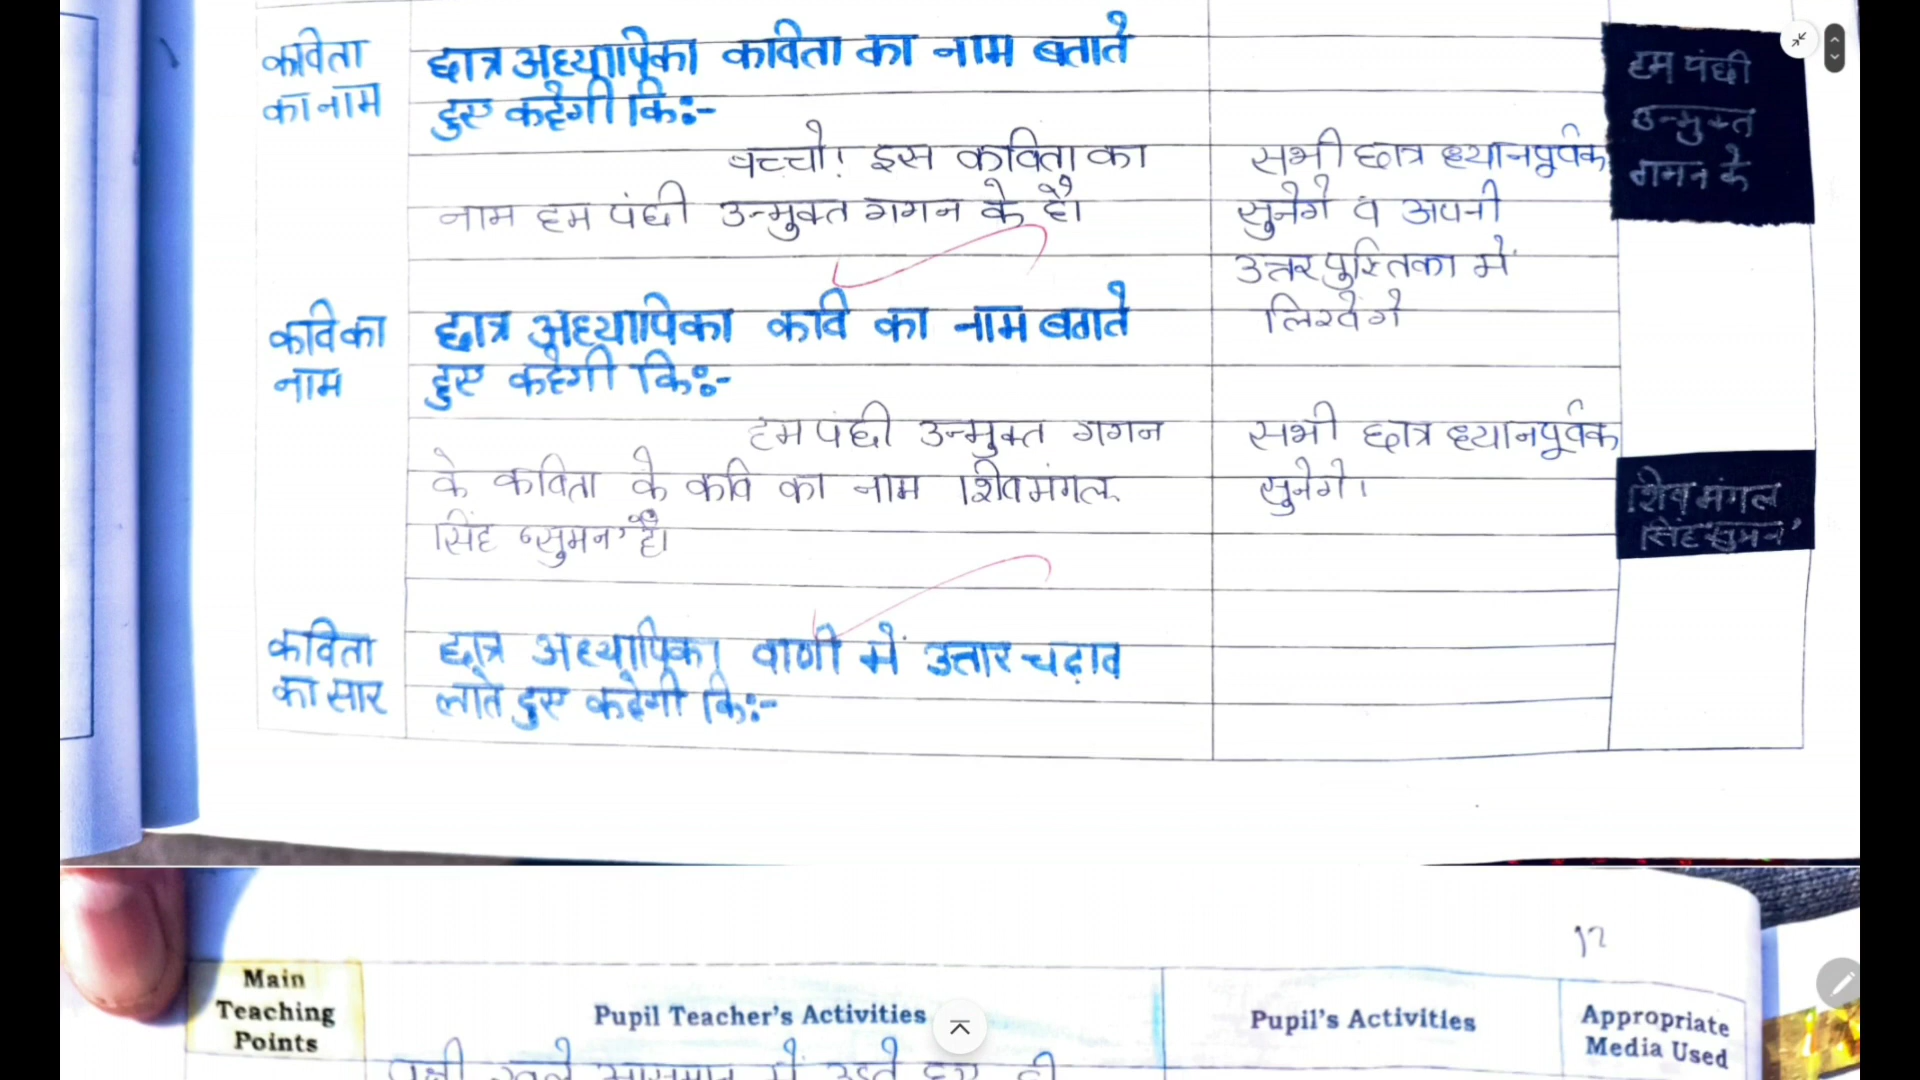 कविता
का नाम
छात्र अध्यापिका कविता का नाम बताते
हुए कहेगी कि:-
बच्चों! इस कविता का
नाम हम पंछी उन्मुक्त गगन के है।
सभी छात्र ध्यानपूर्वक
सुनेगें व अपनी
उत्तर पुस्तिका में
लिखेंगे
हम पंछी
उन्मुक्त
गगन के
कवि का
नाम
छात्र अध्यापिका कवि का नाम बताते
हुए कहेगी कि:-
हम पंछी उन्मुक्त गगन
के कविता के कवि का नाम शिवमंगल
सिंह 'सुमन' है।
सभी छात्र ध्यानपूर्वक
सुनेगे।
शिव मंगल
सिंह 'सुमन'
कविता
का सार
छात्र अध्यापिका वाणी में उतार चढ़ाव
लाते हुए कहेगी कि:-
12
Main
Teaching
Points
Pupil Teacher's Activities
Pupil's Activities
Appropriate
Media Used